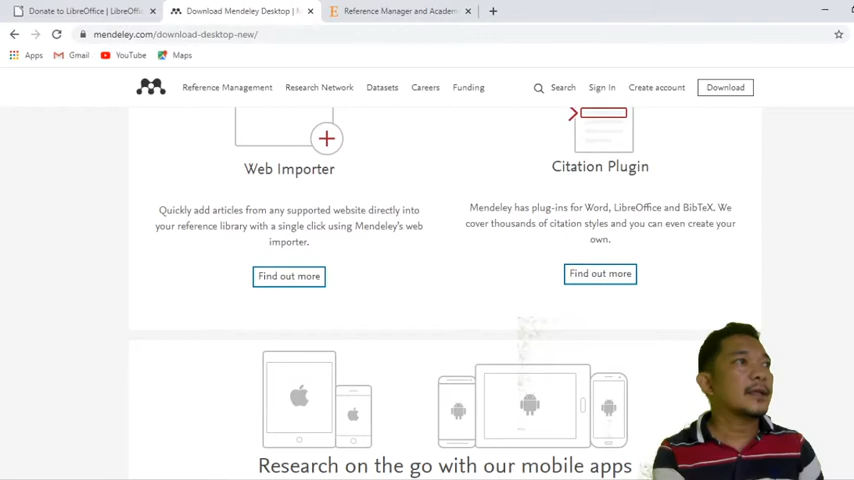 Donate to LibreOffice | LibreOffi
Download Mendeley Desktop |
Reference Manager and Academ
mendeley.com/download-desktop-new/
Apps Gmail YouTube Maps
Reference Management Research Network Datasets Careers Funding Search Sign In Create account Download
Web Importer
Quickly add articles from any supported website directly into
your reference library with a single click using Mendeley's web
importer.
Find out more
Citation Plugin
Mendeley has plug-ins for Word, LibreOffice and BibTeX. We
cover thousands of citation styles and you can even create your
own.
Find out more
Research on the go with our mobile apps